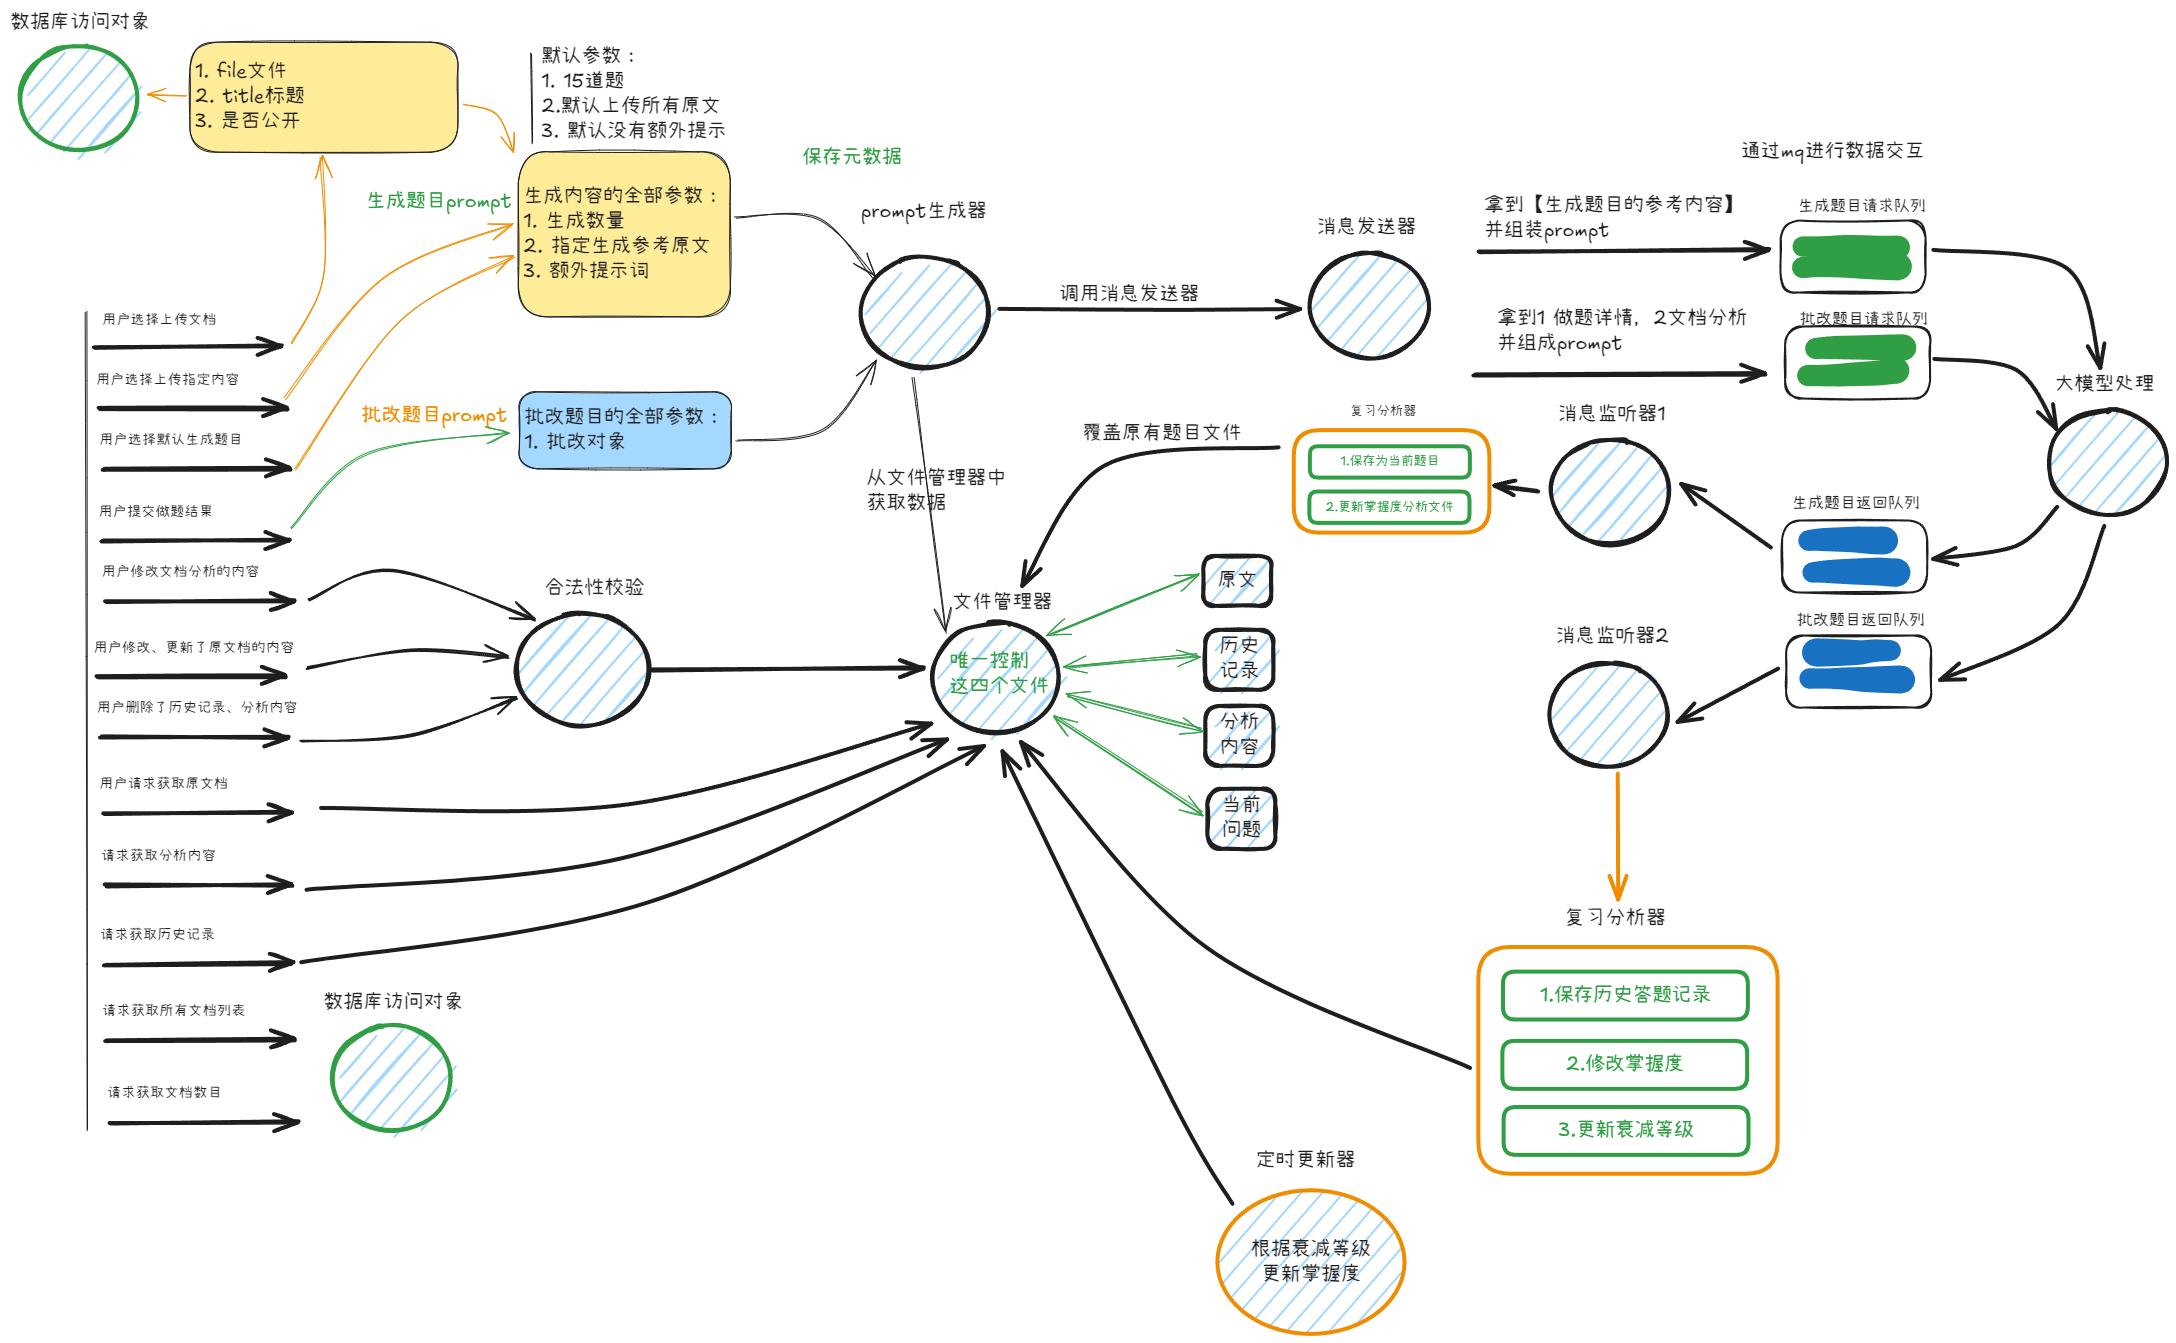 数据库访问对象
1. file文件
2. title标题
3. 是否公开
默认参数：
1. 15道题
2.默认上传所有原文
3. 默认没有额外提示
保存元数据
生成题目prompt
生成内容的全部参数：
1. 生成数量
2. 指定生成参考原文
3. 额外提示词
prompt生成器
消息发送器
调用消息发送器
通过mq进行数据交互
拿到【生成题目的参考内容】
并组装prompt
生成题目请求队列
拿到1 做题详情，2文档分析
并组成prompt
批改题目请求队列
大模型处理
用户选择上传文档
用户选择上传指定内容
用户选择默认生成题目
用户提交做题结果
用户修改文档分析的内容
用户修改、更新了原文档的内容
用户删除了历史记录、分析内容
用户请求获取原文档
请求获取分析内容
请求获取历史记录
请求获取所有文档列表
请求获取文档数目
批改题目prompt
批改题目的全部参数：
1. 批改对象
从文件管理器中
获取数据
覆盖原有题目文件
复习分析器
1.保存为当前题目
2.更新掌握度分析文件
消息监听器1
生成题目返回队列
批改题目返回队列
消息监听器2
合法性校验
文件管理器
唯一控制
这四个文件
原文
历史
记录
分析
内容
当前
问题
复习分析器
1.保存历史答题记录
2.修改掌握度
3.更新衰减等级
数据库访问对象
定时更新器
根据衰减等级
更新掌握度